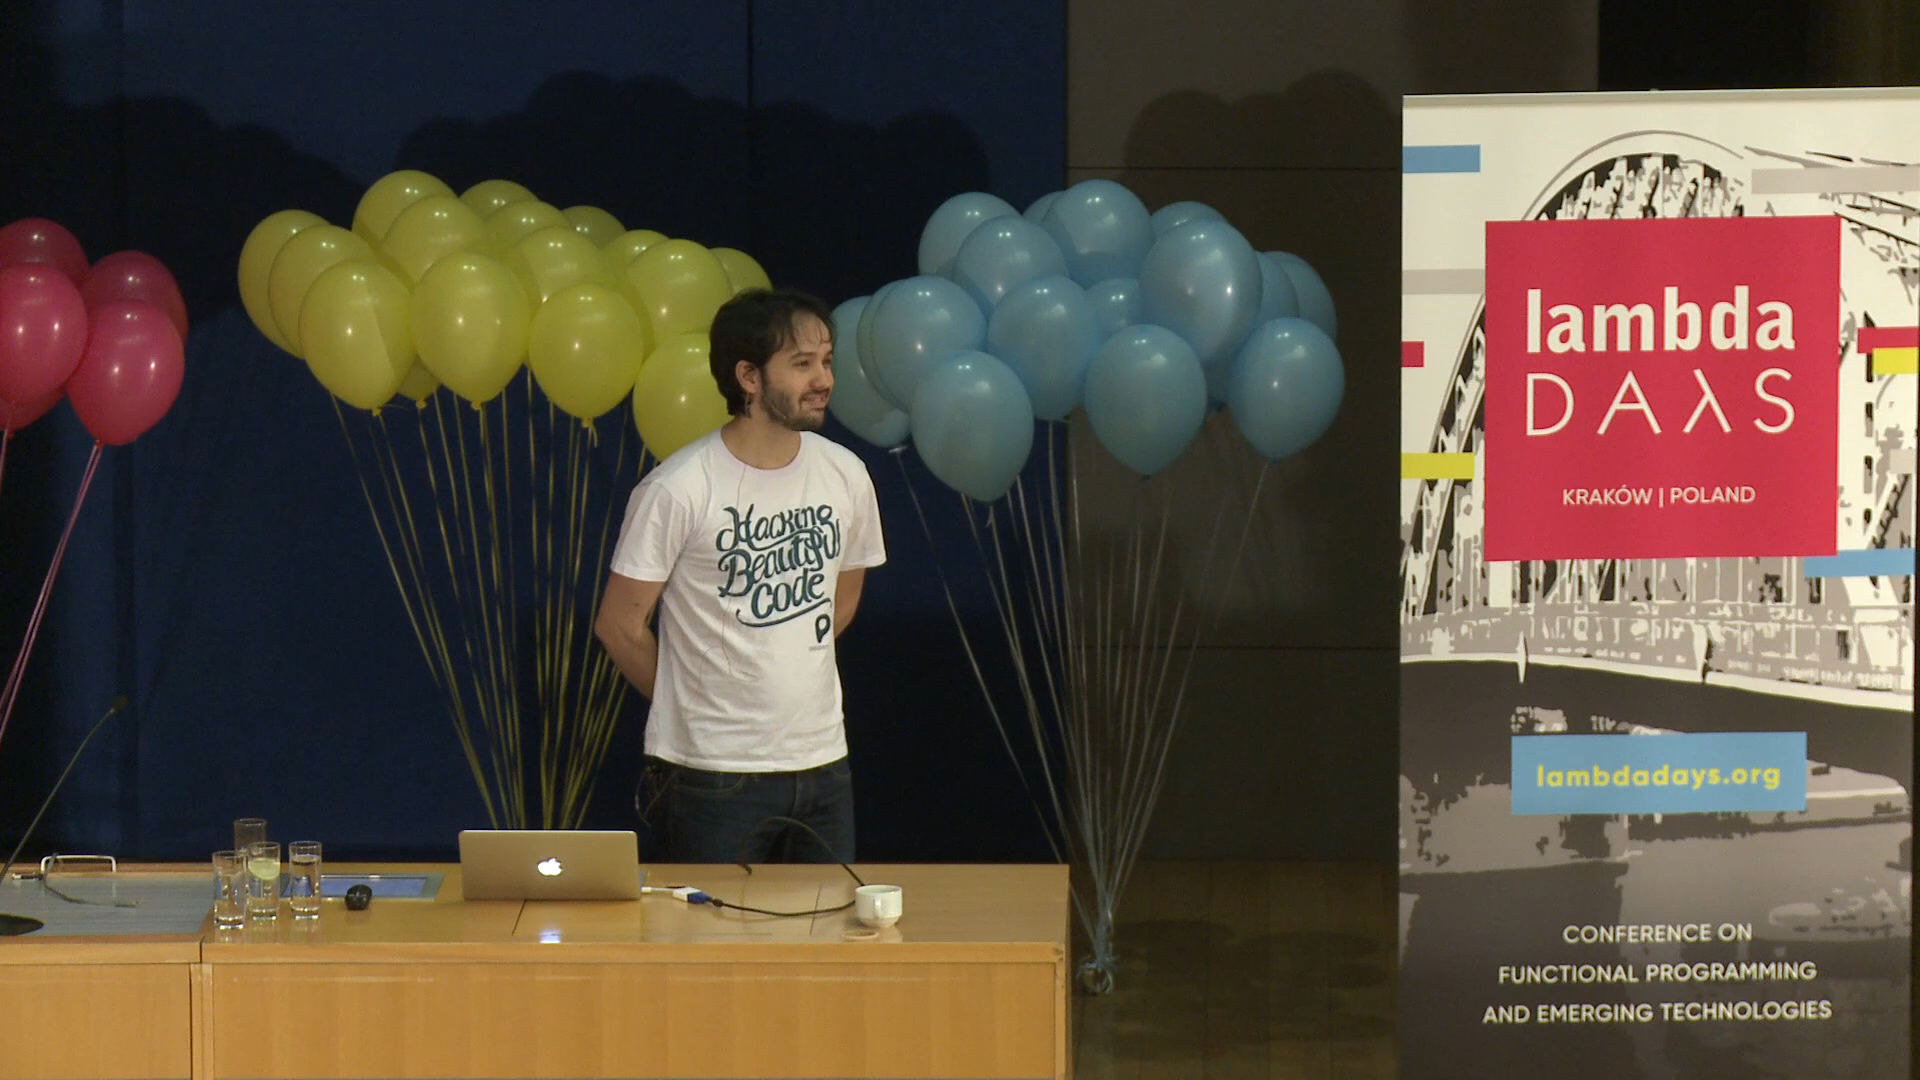 Hacking
Beautiful
Code
lambda
DAλS
KRAKÓW | POLAND
lambdadays.org
CONFERENCE ON
FUNCTIONAL PROGRAMMING
AND EMERGING TECHNOLOGIES